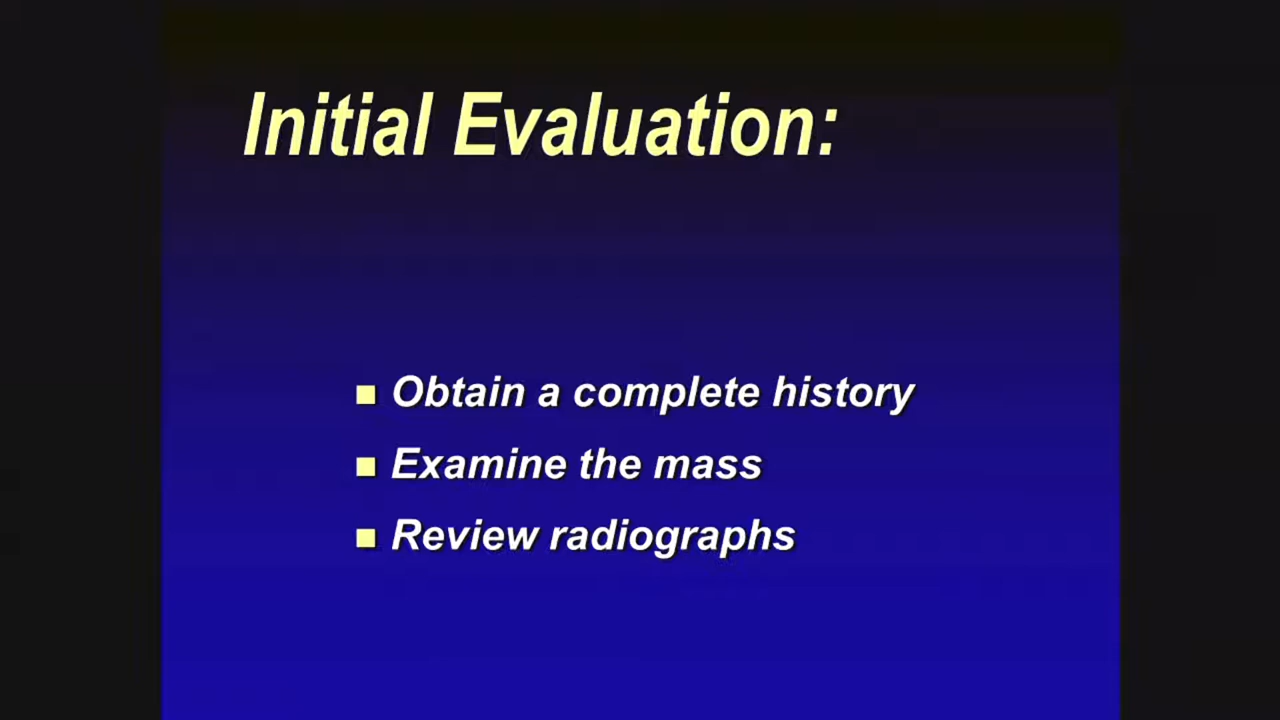 Initial Evaluation:
Obtain a complete history
Examine the mass
Review radiographs